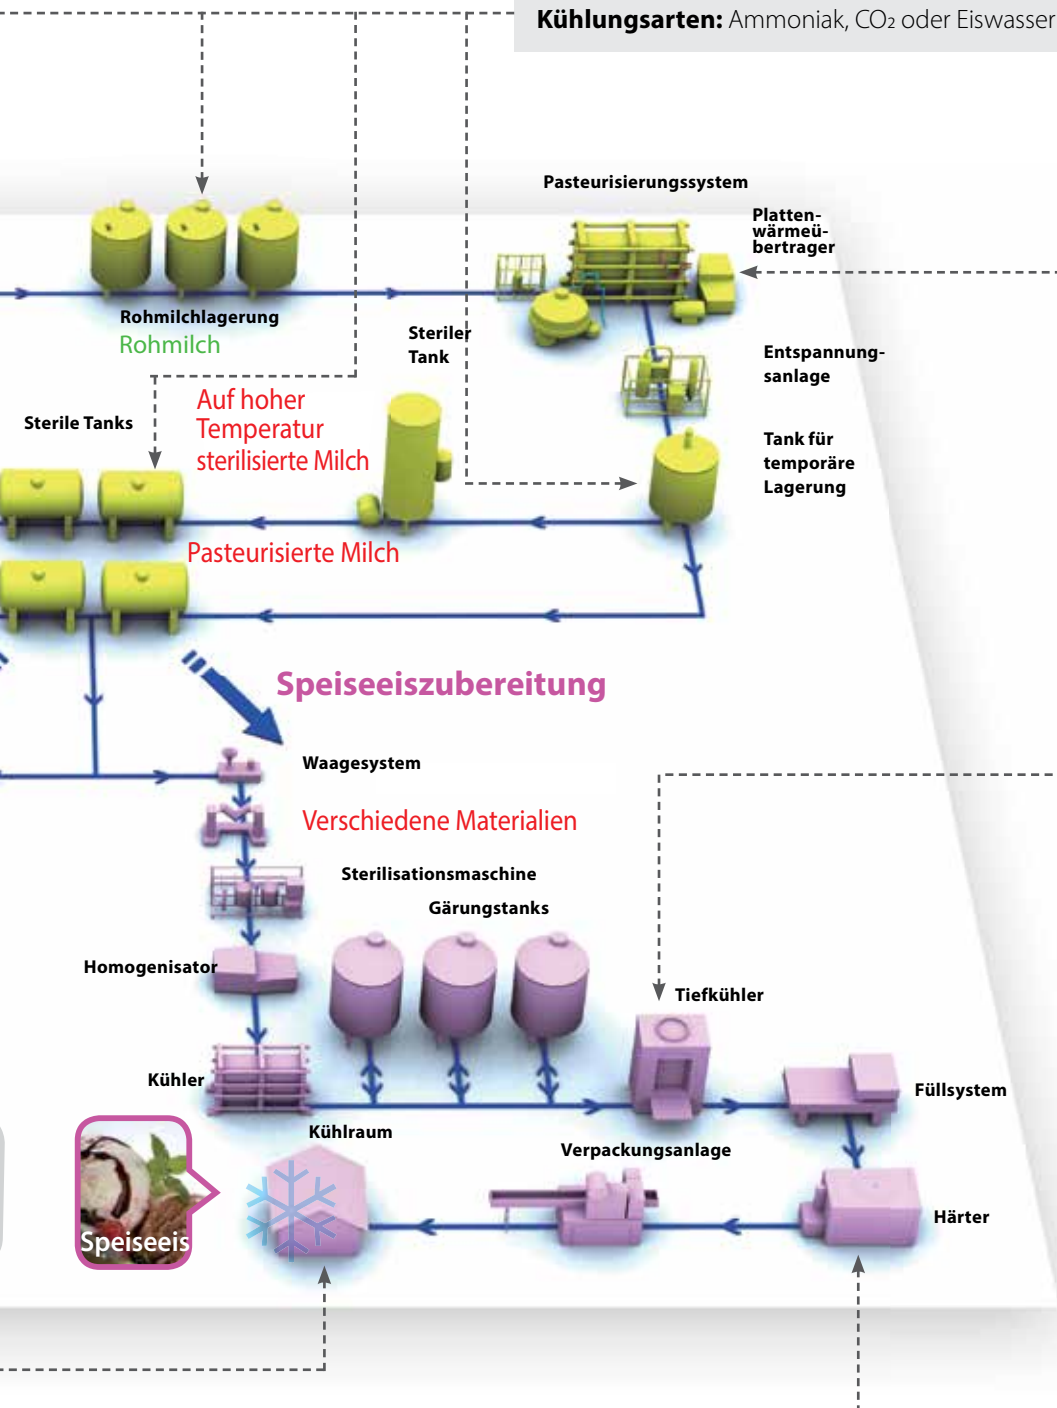 Kühlungsarten: Ammoniak, CO2 oder Eiswasser
Pasteurisierungssystem
Platten-
wärmeü-
bertrager
Rohmilchlagerung
Rohmilch
Steriler
Tank
Entspannung-
sanlage
Auf hoher
Temperatur
sterilisierte Milch
Sterile Tanks
Tank für
temporäre
Lagerung
Pasteurisierte Milch
Speiseeiszubereitung
Waagesystem
Verschiedene Materialien
Sterilisationsmaschine
Gärungstanks
Homogenisator
Tiefkühler
Kühler
Füllsystem
Kühlraum
Verpackungsanlage
Härter
Speiseeis